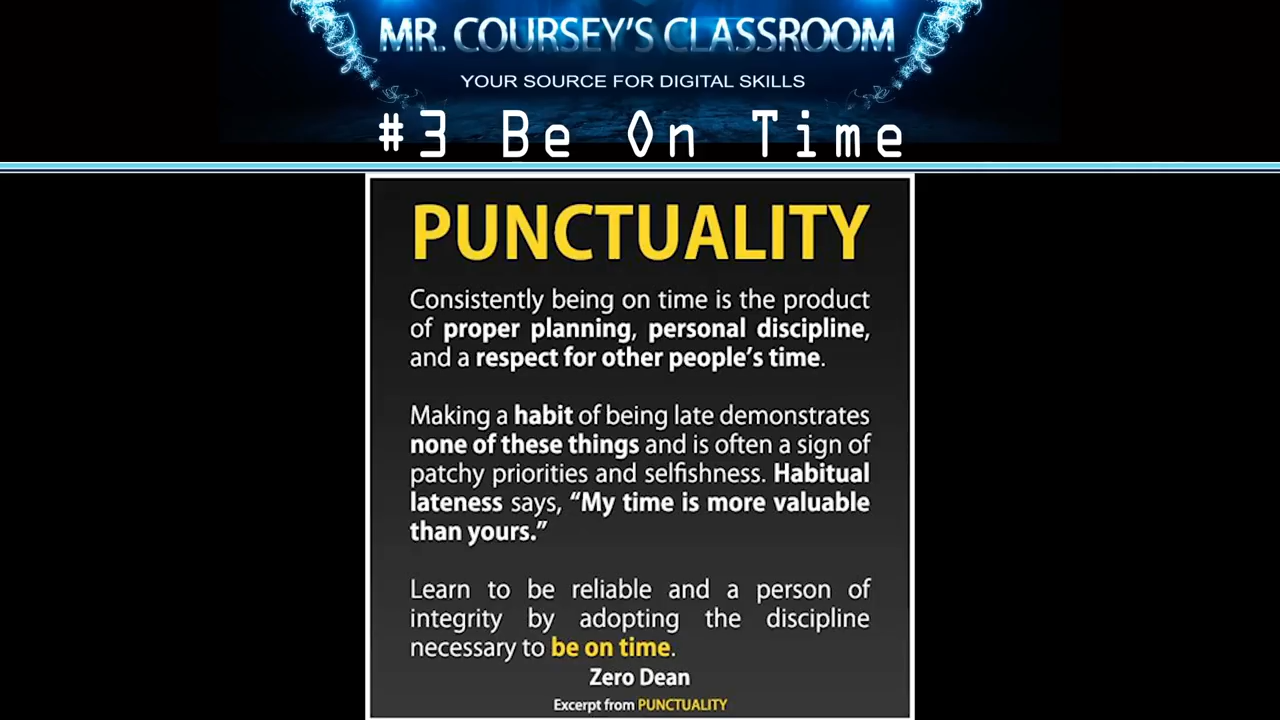 MR. COURSEY'S CLASSROOM
YOUR SOURCE FOR DIGITAL SKILLS
#3 Be On Time
PUNCTUALITY
Consistently being on time is the product
of proper planning, personal discipline,
and a respect for other people’s time.
Making a habit of being late demonstrates
none of these things and is often a sign of
patchy priorities and selfishness. Habitual
lateness says, “My time is more valuable
than yours.”
Learn to be reliable and a person of
integrity by adopting the discipline
necessary to be on time.
Zero Dean
Excerpt from PUNCTUALITY